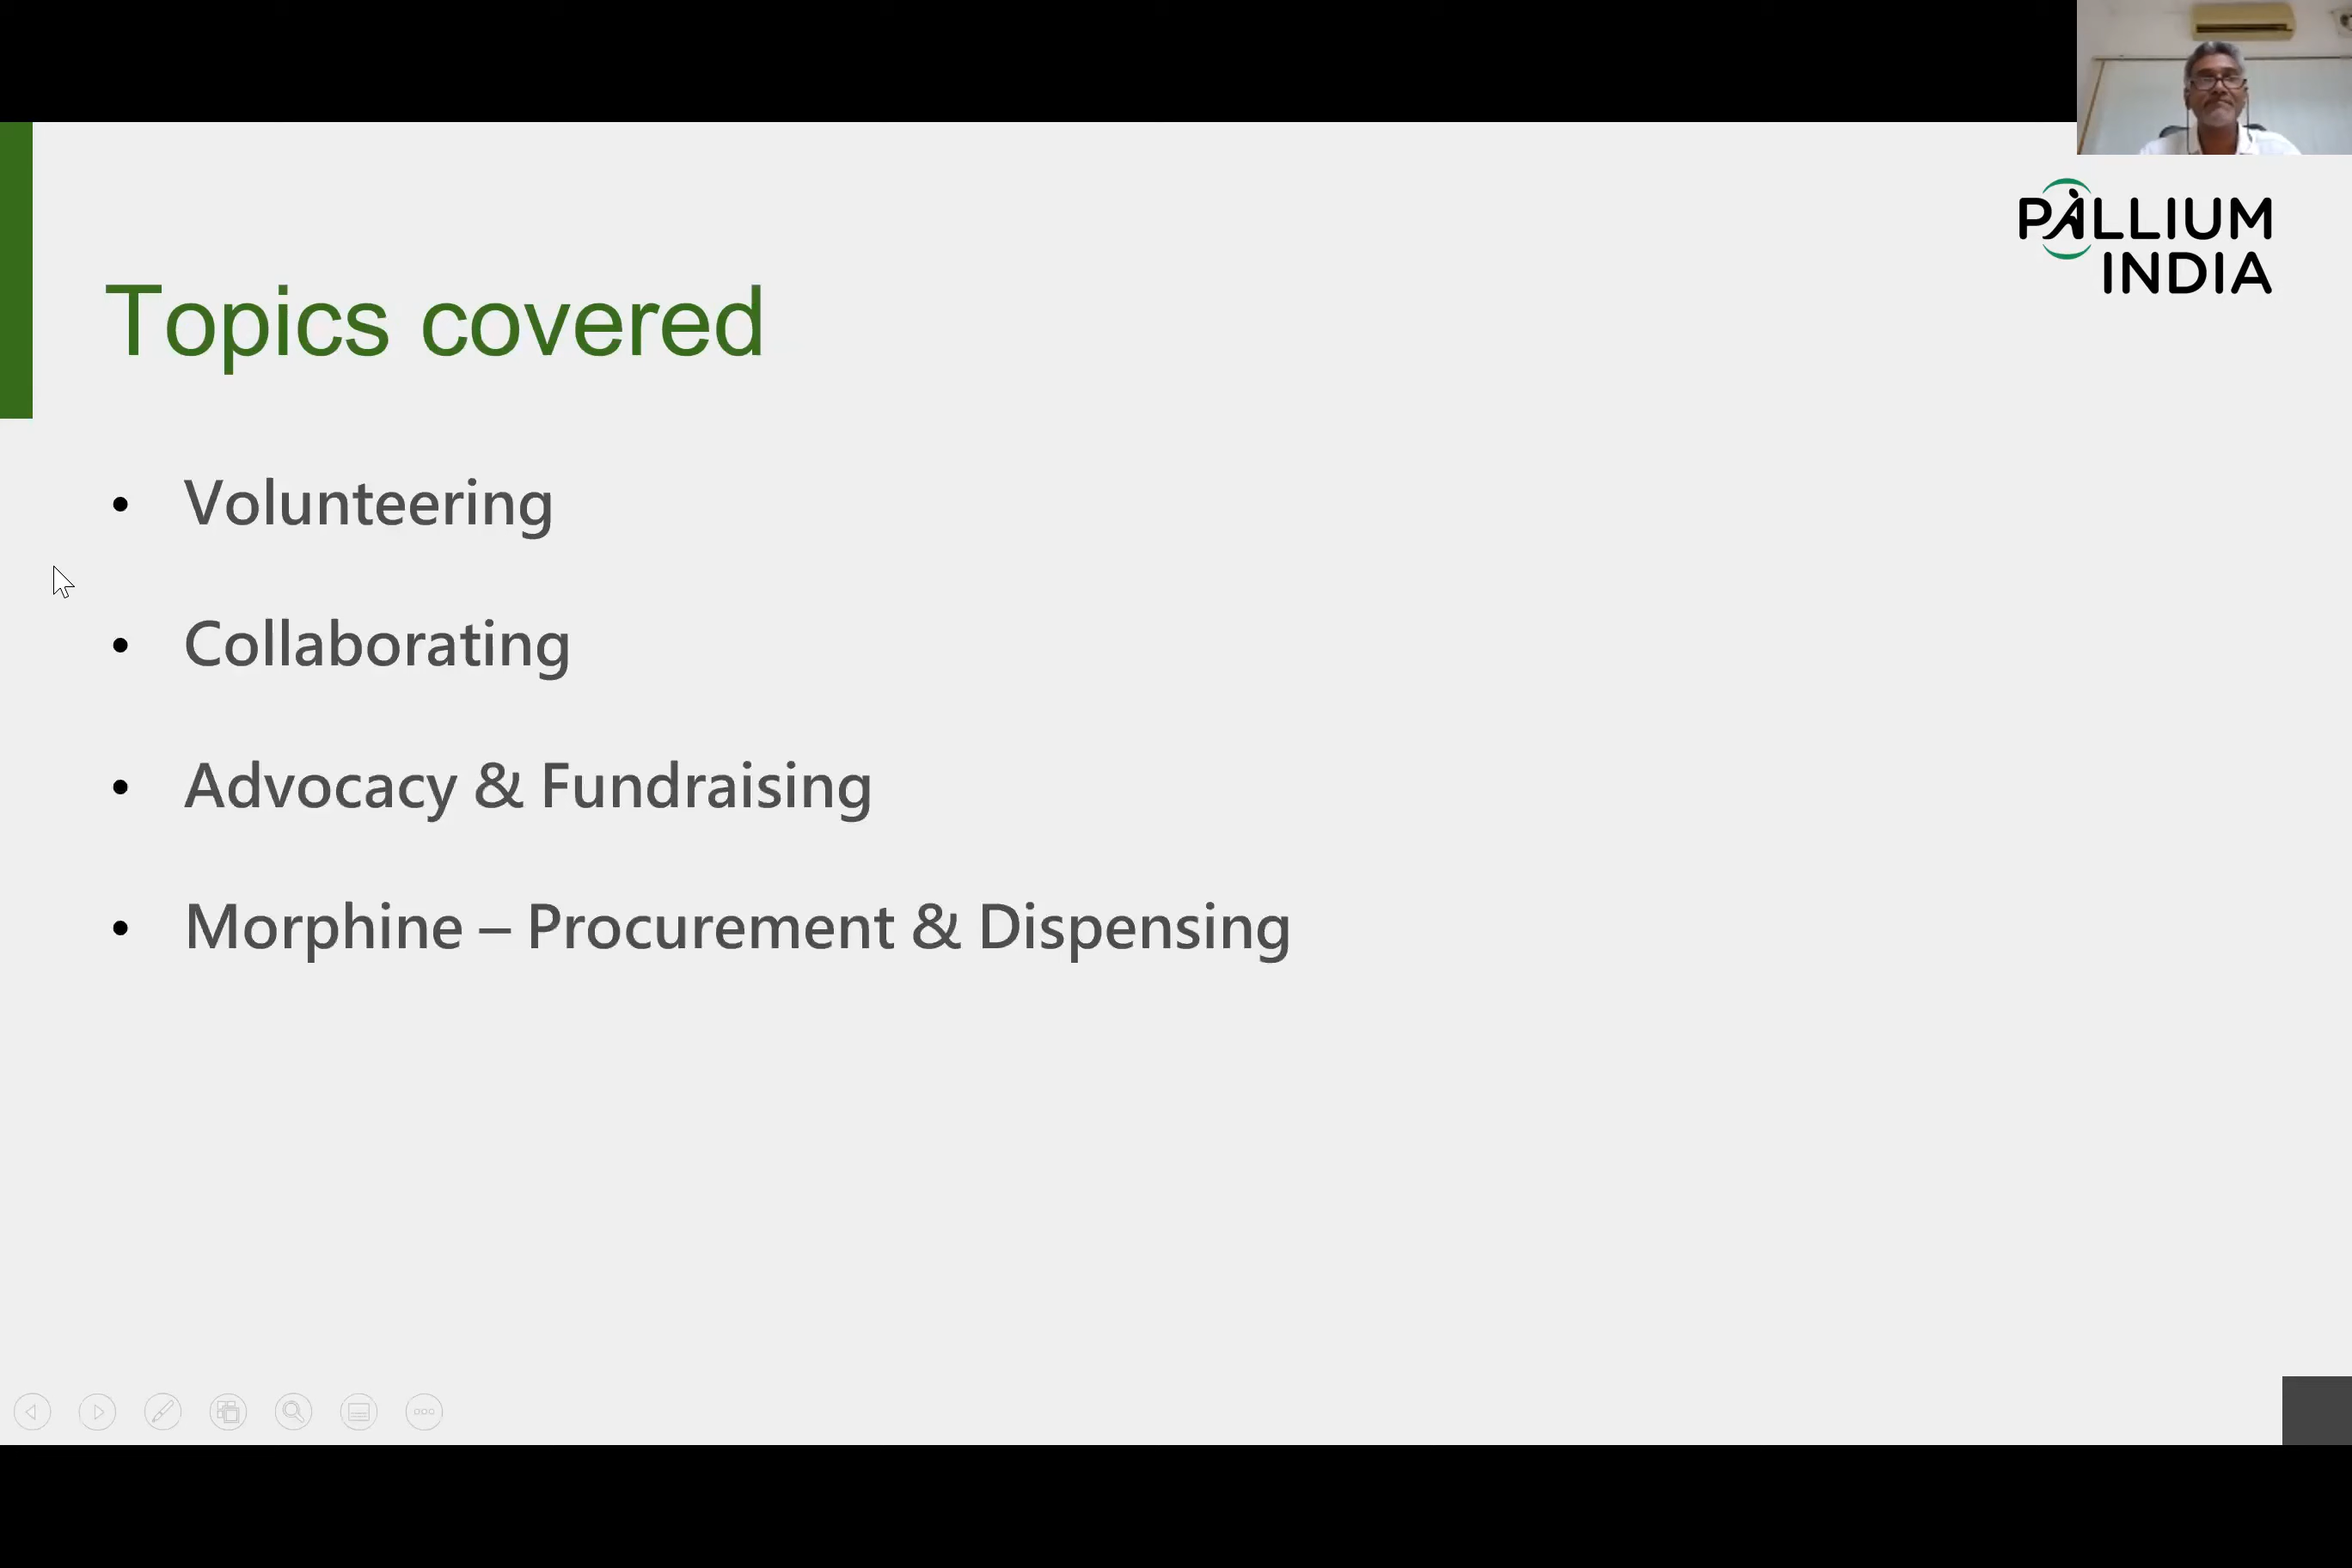 PALLIUM
INDIA
Topics covered
• Volunteering
• Collaborating
• Advocacy & Fundraising
• Morphine – Procurement & Dispensing